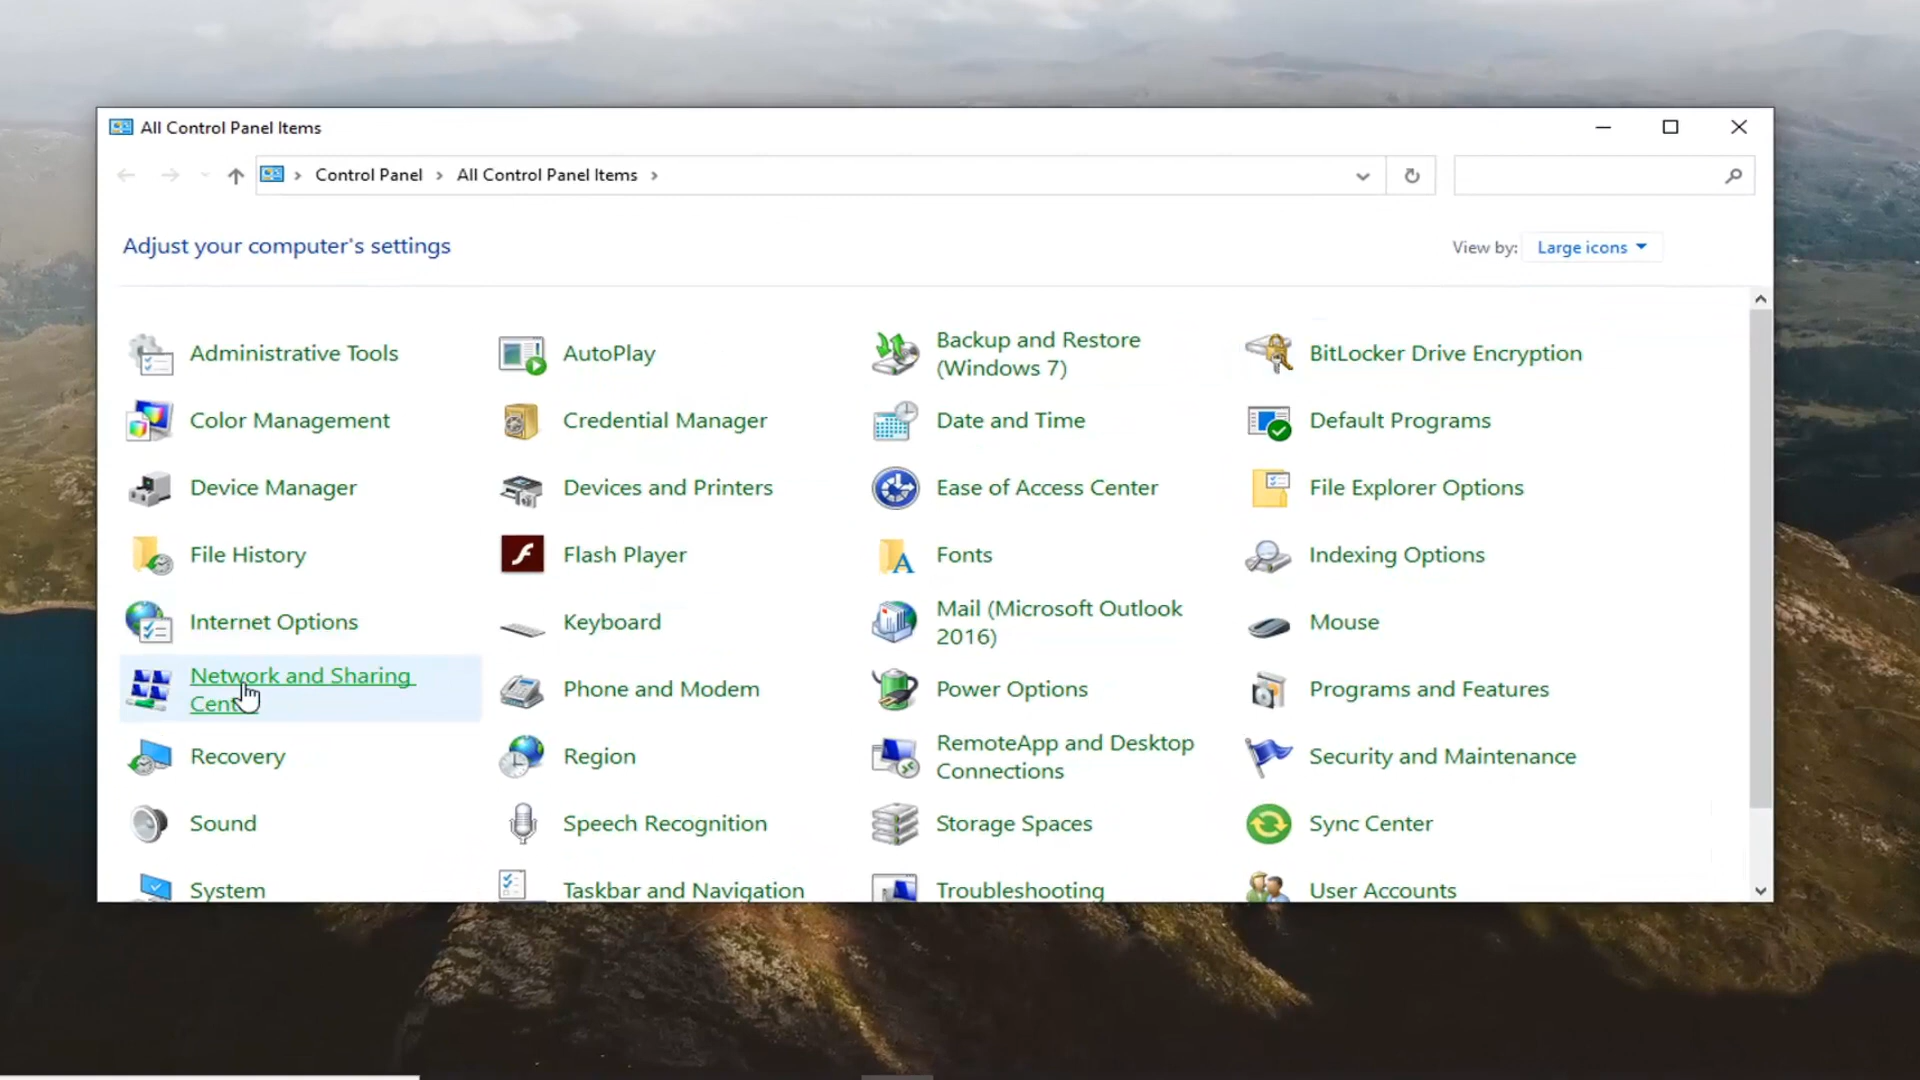 All Control Panel Items
Control Panel All Control Panel Items
Adjust your computer's settings
View by: Large icons
Administrative Tools
AutoPlay
Backup and Restore
(Windows 7)
BitLocker Drive Encryption
Color Management
Credential Manager
Date and Time
Default Programs
Device Manager
Devices and Printers
Ease of Access Center
File Explorer Options
File History
Flash Player
Fonts
Indexing Options
Internet Options
Keyboard
Mail (Microsoft Outlook
2016)
Mouse
Network and Sharing
Phone and Modem
Power Options
Programs and Features
Recovery
Region
RemoteApp and Desktop
Connections
Security and Maintenance
Sound
Speech Recognition
Storage Spaces
Sync Center
System
Taskbar and Navigation
Troubleshooting
User Accounts